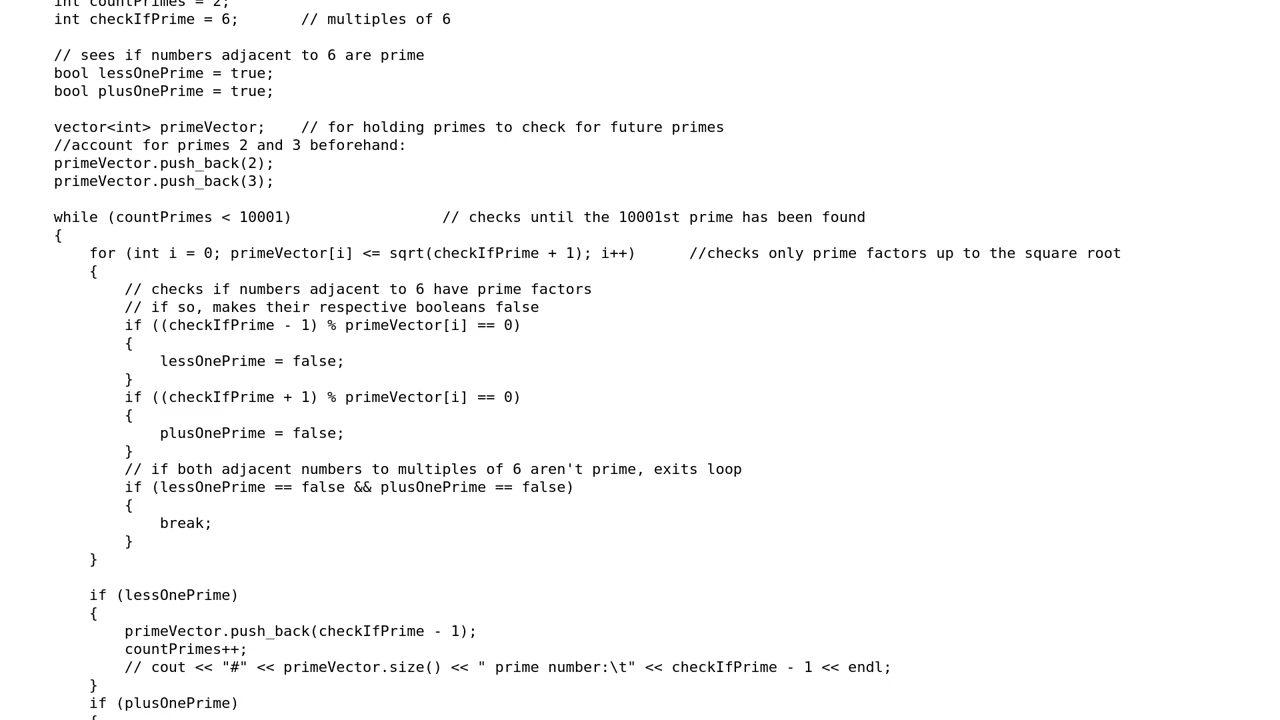 int countPrimes = 2;
int checkIfPrime = 6;       // multiples of 6
// sees if numbers adjacent to 6 are prime
bool lessOnePrime = true;
bool plusOnePrime = true;
vector<int> primeVector;    // for holding primes to check for future primes
//account for primes 2 and 3 beforehand:
primeVector.push_back(2);
primeVector.push_back(3);
while (countPrimes < 10001)                 // checks until the 10001st prime has been found
{
    for (int i = 0; primeVector[i] <= sqrt(checkIfPrime + 1); i++)      //checks only prime factors up to the square root
    {
        // checks if numbers adjacent to 6 have prime factors
        // if so, makes their respective booleans false
        if ((checkIfPrime - 1) % primeVector[i] == 0)
        {
            lessOnePrime = false;
        }
        if ((checkIfPrime + 1) % primeVector[i] == 0)
        {
            plusOnePrime = false;
        }
        // if both adjacent numbers to multiples of 6 aren't prime, exits loop
        if (lessOnePrime == false && plusOnePrime == false)
        {
            break;
        }
    }
    if (lessOnePrime)
    {
        primeVector.push_back(checkIfPrime - 1);
        countPrimes++;
        // cout << "#" << primeVector.size() << " prime number:\t" << checkIfPrime - 1 << endl;
    }
    if (plusOnePrime)
    {